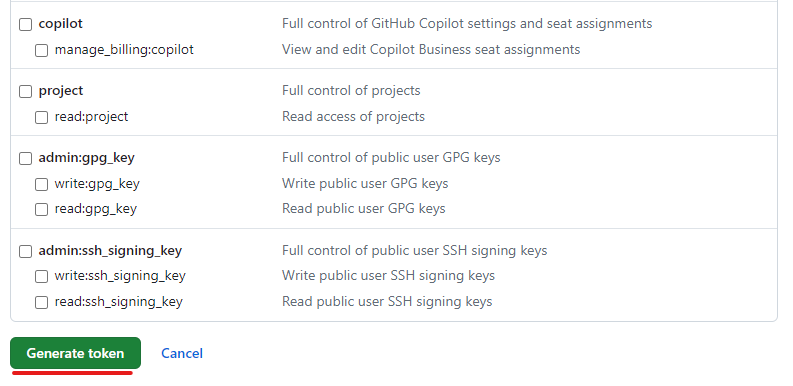 copilot Full control of GitHub Copilot settings and seat assignments
manage_billing:copilot View and edit Copilot Business seat assignments
project Full control of projects
read:project Read access of projects
admin:gpg_key Full control of public user GPG keys
write:gpg_key Write public user GPG keys
read:gpg_key Read public user GPG keys
admin:ssh_signing_key Full control of public user SSH signing keys
write:ssh_signing_key Write public user SSH signing keys
read:ssh_signing_key Read public user SSH signing keys
Generate token Cancel